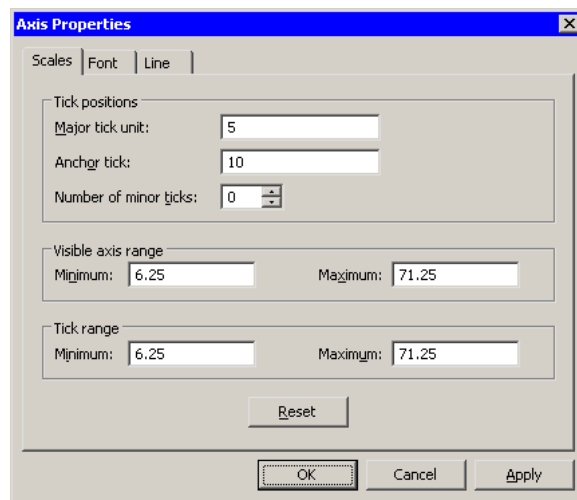 Axis Properties
Scales Font Line
Tick positions
Major tick unit: 5
Anchor tick: 10
Number of minor ticks: 0
Visible axis range
Minimum: 6.25 Maximum: 71.25
Tick range
Minimum: 6.25 Maximum: 71.25
Reset
OK Cancel Apply